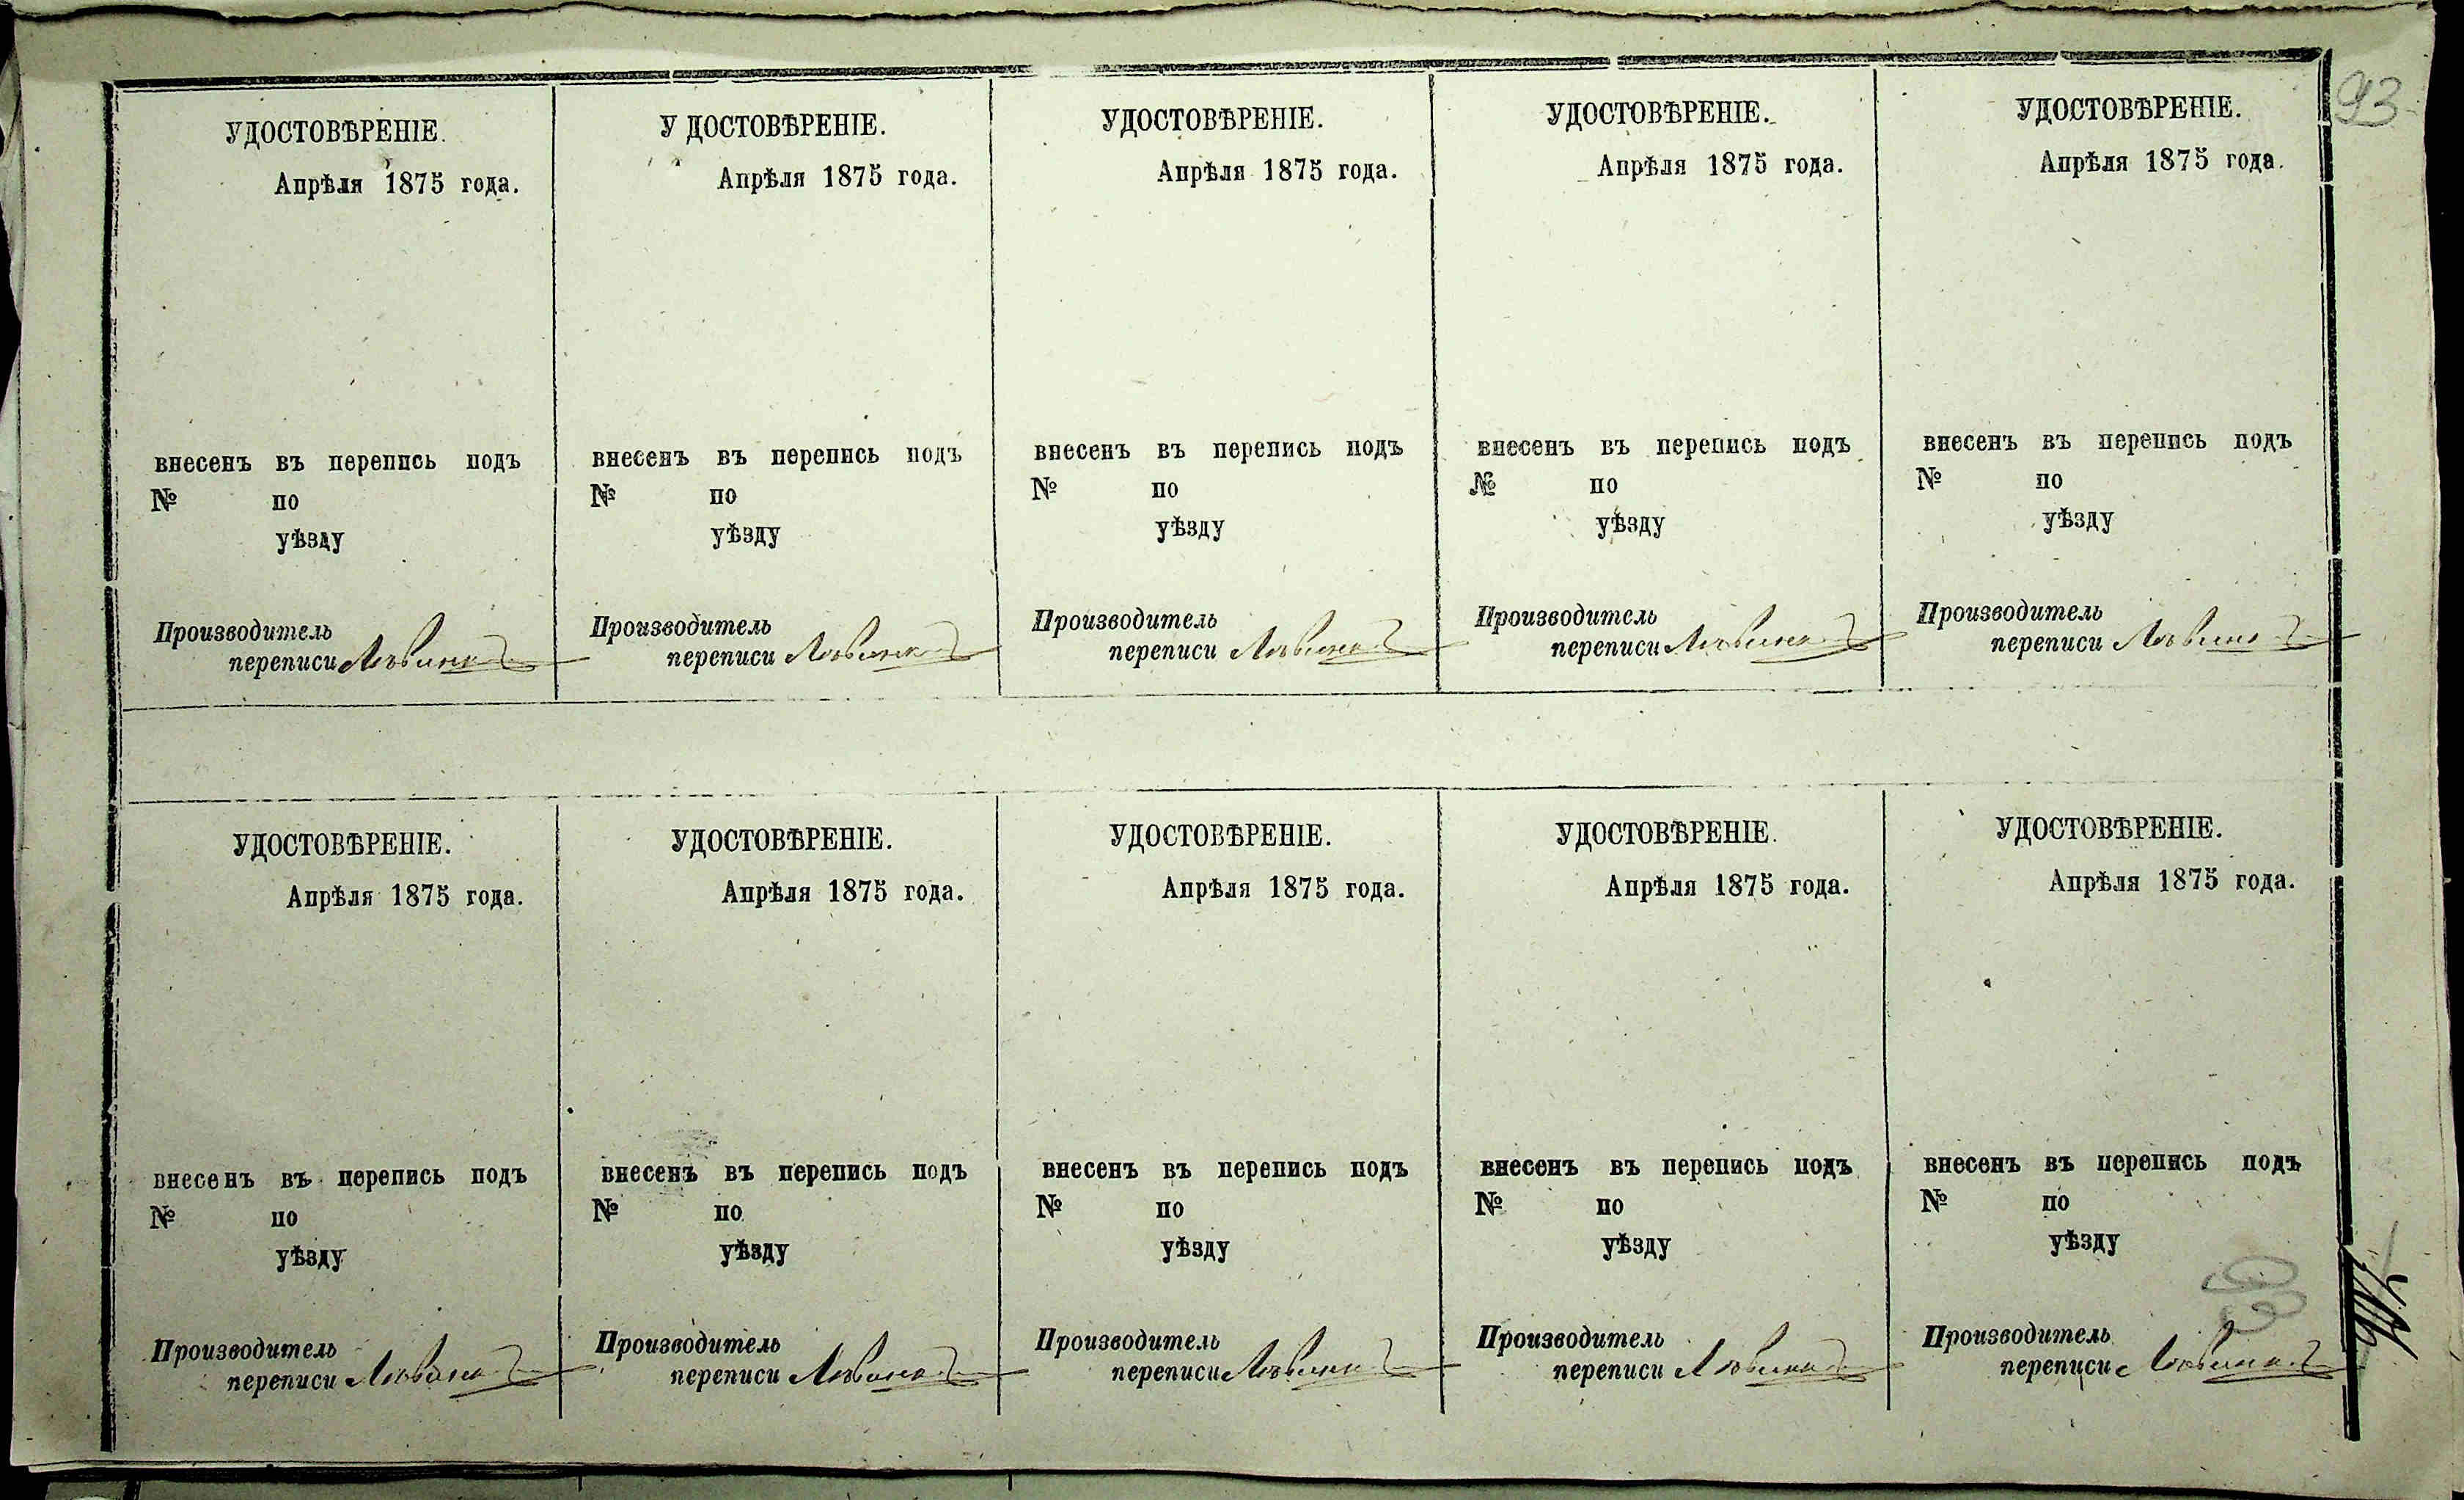 93
УДОСТОВѢРЕНІЕ.
Апрѣля 1875 года.
внесенъ въ перепись подъ
№ по
уѣзду
Производитель
переписи
У ДОСТОВѢРЕНІЕ.
Апрѣля 1875 года.
внесенъ въ перепись подъ
№ по
уѣзду
Производитель
переписи
УДОСТОВѢРЕНІЕ.
Апрѣля 1875 года.
внесенъ въ перепись подъ
№ по
уѣзду
Производитель
переписи
УДОСТОВѢРЕНІЕ.
Апрѣля 1875 года.
внесенъ въ перепись подъ
№ по
уѣзду
Производитель
переписи
УДОСТОВѢРЕНІЕ.
Апрѣля 1875 года.
внесенъ въ перепись подъ
№ по
уѣзду
Производитель
переписи
УДОСТОВѢРЕНІЕ.
Апрѣля 1875 года.
внесенъ въ перепись подъ
№ по
уѣзду
Производитель
переписи
УДОСТОВѢРЕНІЕ.
Апрѣля 1875 года.
внесенъ въ перепись подъ
№ по
уѣзду
Производитель
переписи
УДОСТОВѢРЕНІЕ.
Апрѣля 1875 года.
внесенъ въ перепись подъ
№ по
уѣзду
Производитель
переписи
УДОСТОВѢРЕНІЕ.
Апрѣля 1875 года.
внесенъ въ перепись подъ
№ по
уѣзду
Производитель
переписи
УДОСТОВѢРЕНІЕ.
Апрѣля 1875 года.
внесенъ въ перепись подъ
№ по
уѣзду
Производитель
переписи